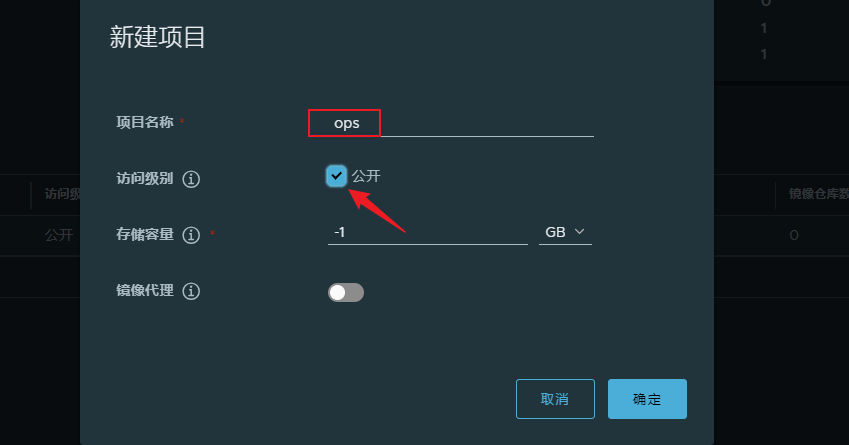 0
1
1
新建项目
项目名称 * ops
访问级别 公开
存储容量 * -1 GB
镜像代理
取消 确定
访问级
公开
镜像仓库数
0